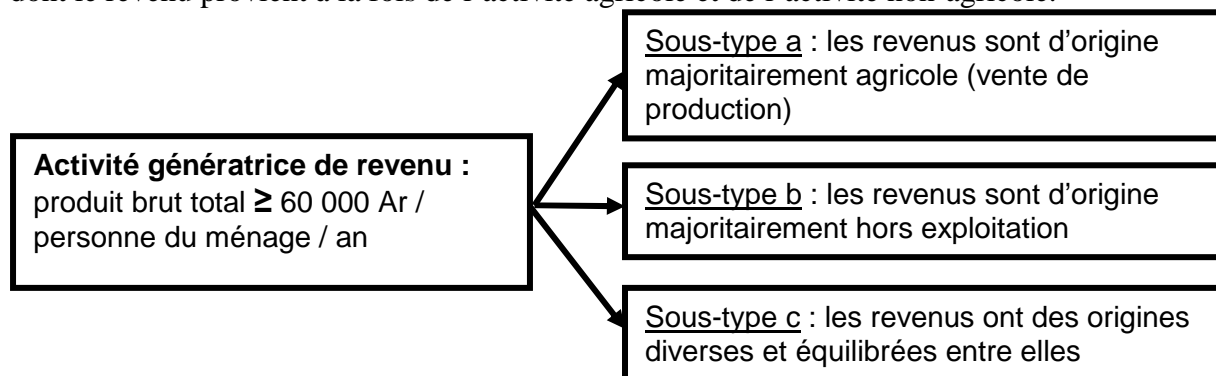 dont le revenu provient à la fois de l'activité agricole et de l'activité non agricole.
Sous-type a : les revenus sont d'origine
majoritairement agricole (vente de
production)
Activité génératrice de revenu :
produit brut total ≥ 60 000 Ar /
personne du ménage / an
Sous-type b : les revenus sont d'origine
majoritairement hors exploitation
Sous-type c : les revenus ont des origines
diverses et équilibrées entre elles